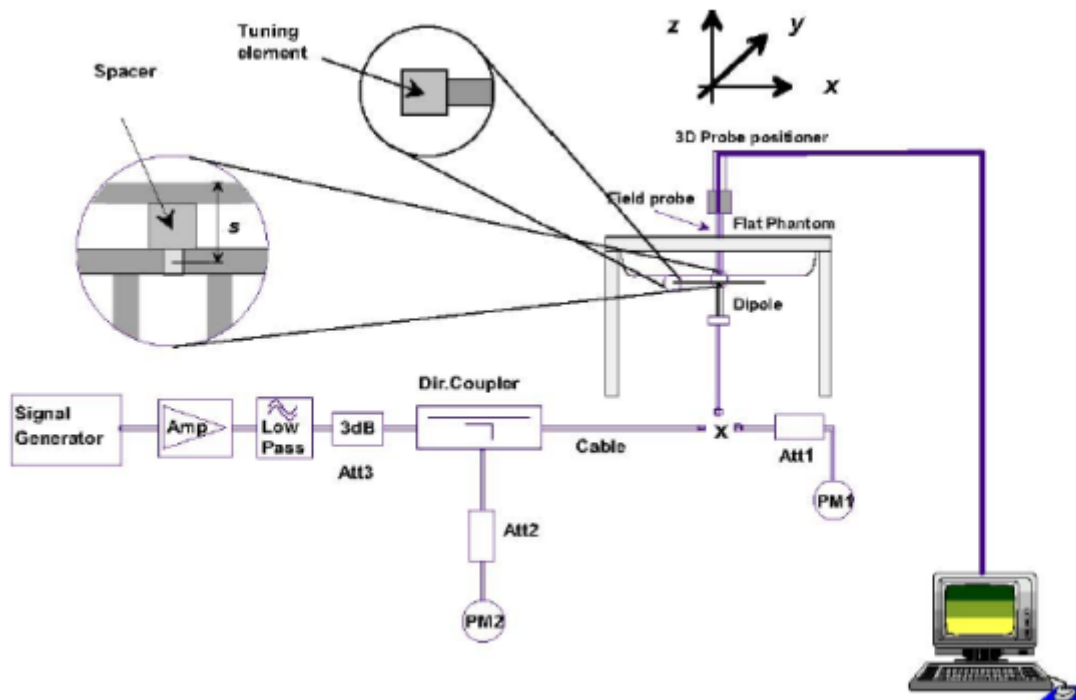 Tuning
element
Spacer
z
y
x
3D Probe positioner
Field probe
Flat Phantom
s
Dipole
Dir.Coupler
Signal
Generator
Amp
Low
Pass
3dB
Att3
Cable
x
Att1
PM1
Att2
PM2